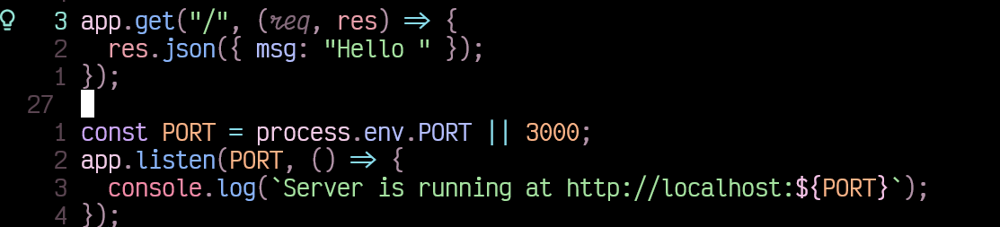 3 app.get("/", (req, res) => {
2   res.json({ msg: "Hello " });
1 });
27
1 const PORT = process.env.PORT || 3000;
2 app.listen(PORT, () => {
3   console.log(`Server is running at http://localhost:${PORT}`);
4 });